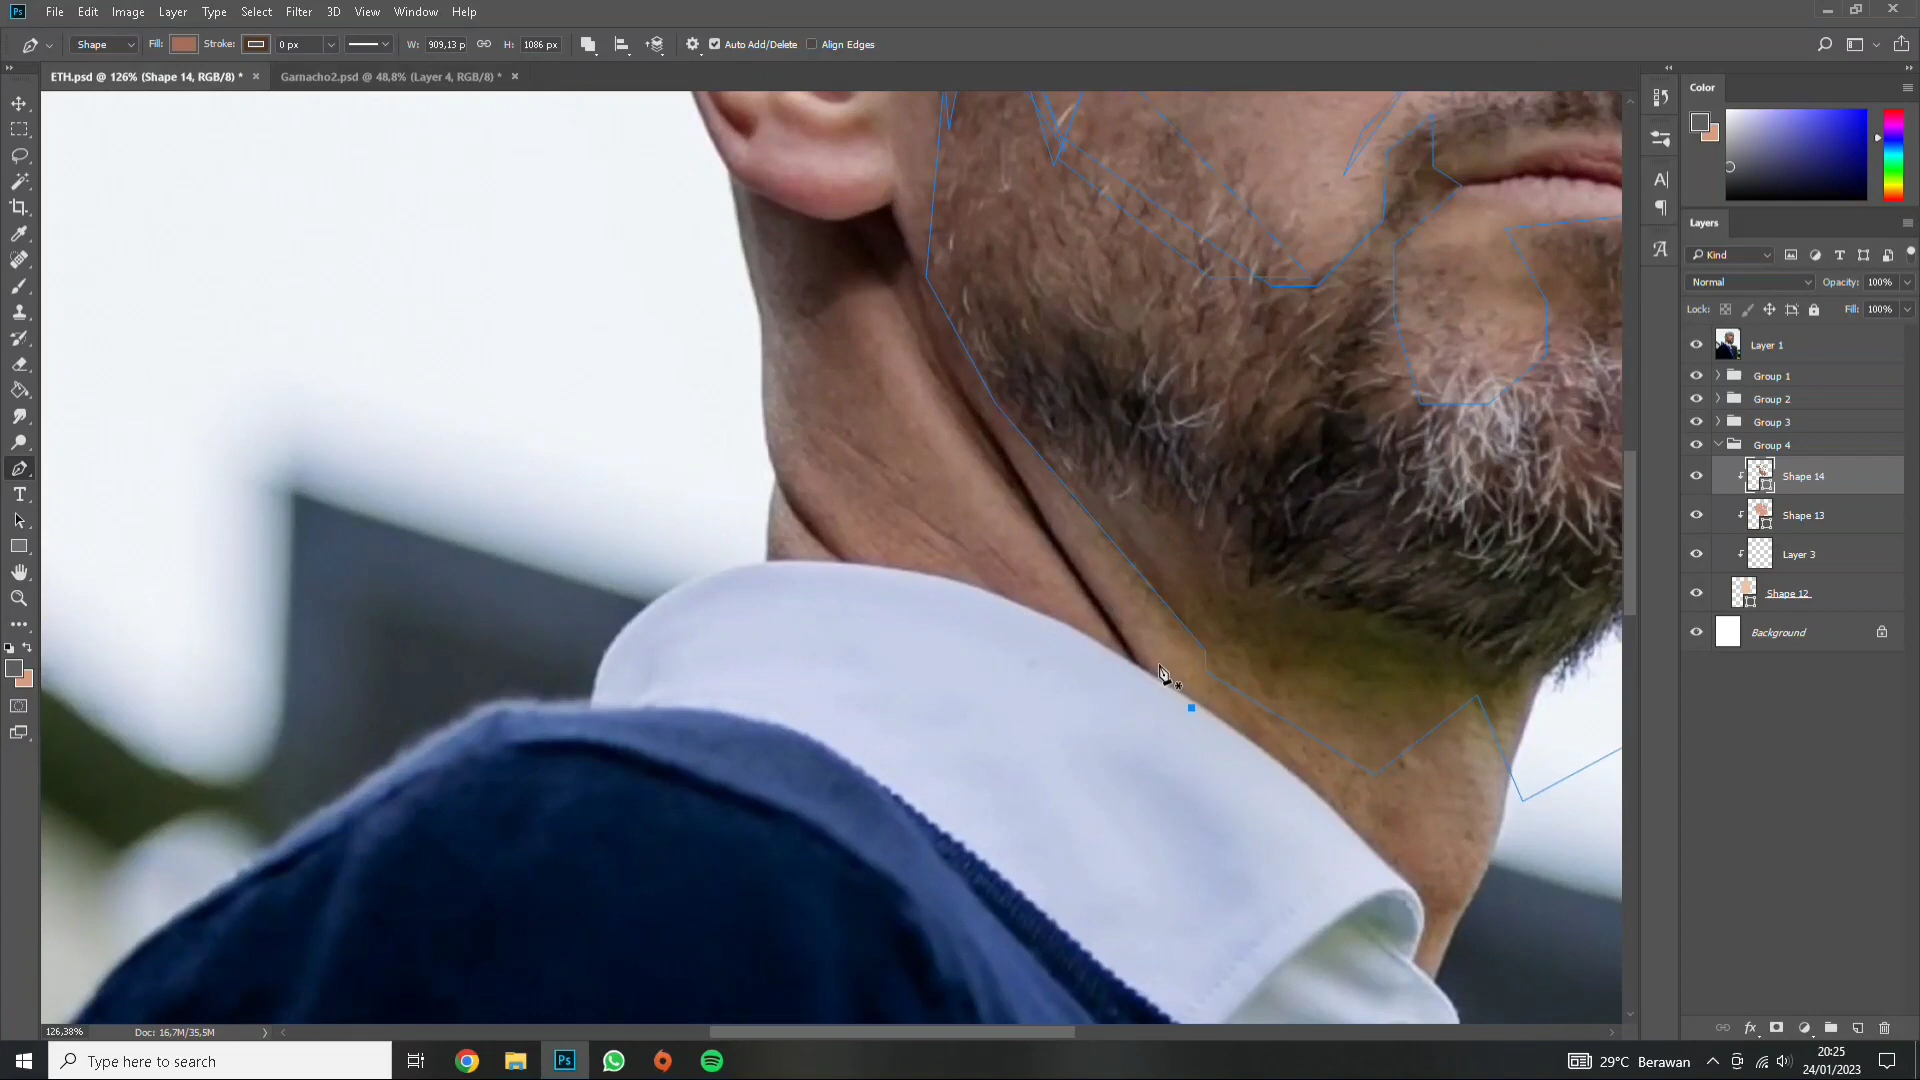 Ps File Edit Image Layer Type Select Filter 3D View Window Help
Shape Fill: Stroke: 0 px W: 909,13 p H: 1086 px Auto Add/Delete Align Edges
ETH.psd @ 126% (Shape 14, RGB/8) * Garnacho2.psd @ 48,8% (Layer 4, RGB/8) *
Color
Layers
Kind
Normal Opacity: 100%
Lock: Fill: 100%
Layer 1
Group 1
Group 2
Group 3
Group 4
Shape 14
Shape 13
Layer 3
Shape 12
Background
126,38% Doc: 16,7M/35,5M
Type here to search Ps 29°C Berawan 20:25
24/01/2023